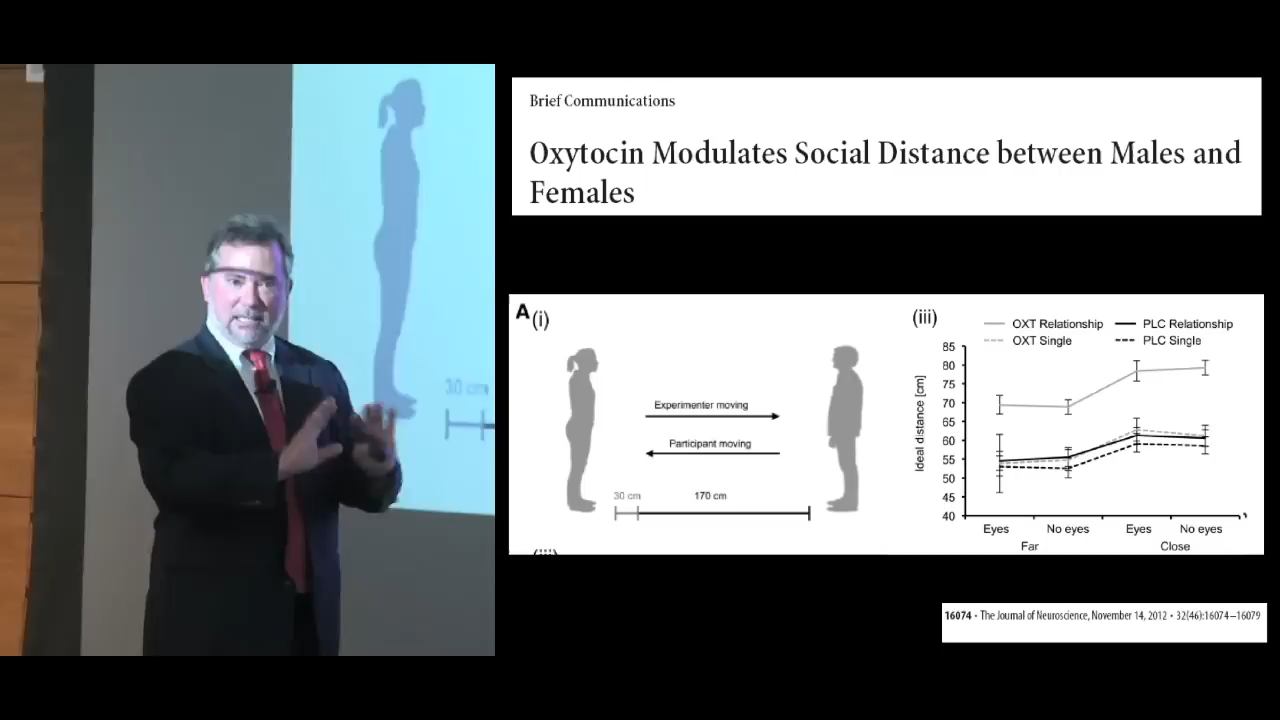 30 cm
Brief Communications
Oxytocin Modulates Social Distance between Males and
Females
A (i)
Experimenter moving
Participant moving
30 cm
170 cm
(iii)
OXT Relationship
PLC Relationship
OXT Single
PLC Single
85
80
75
70
65
60
55
50
45
40
Ideal distance [cm]
Eyes
No eyes
Eyes
No eyes
Far
Close
16074 • The Journal of Neuroscience, November 14, 2012 • 32(46):16074–16079